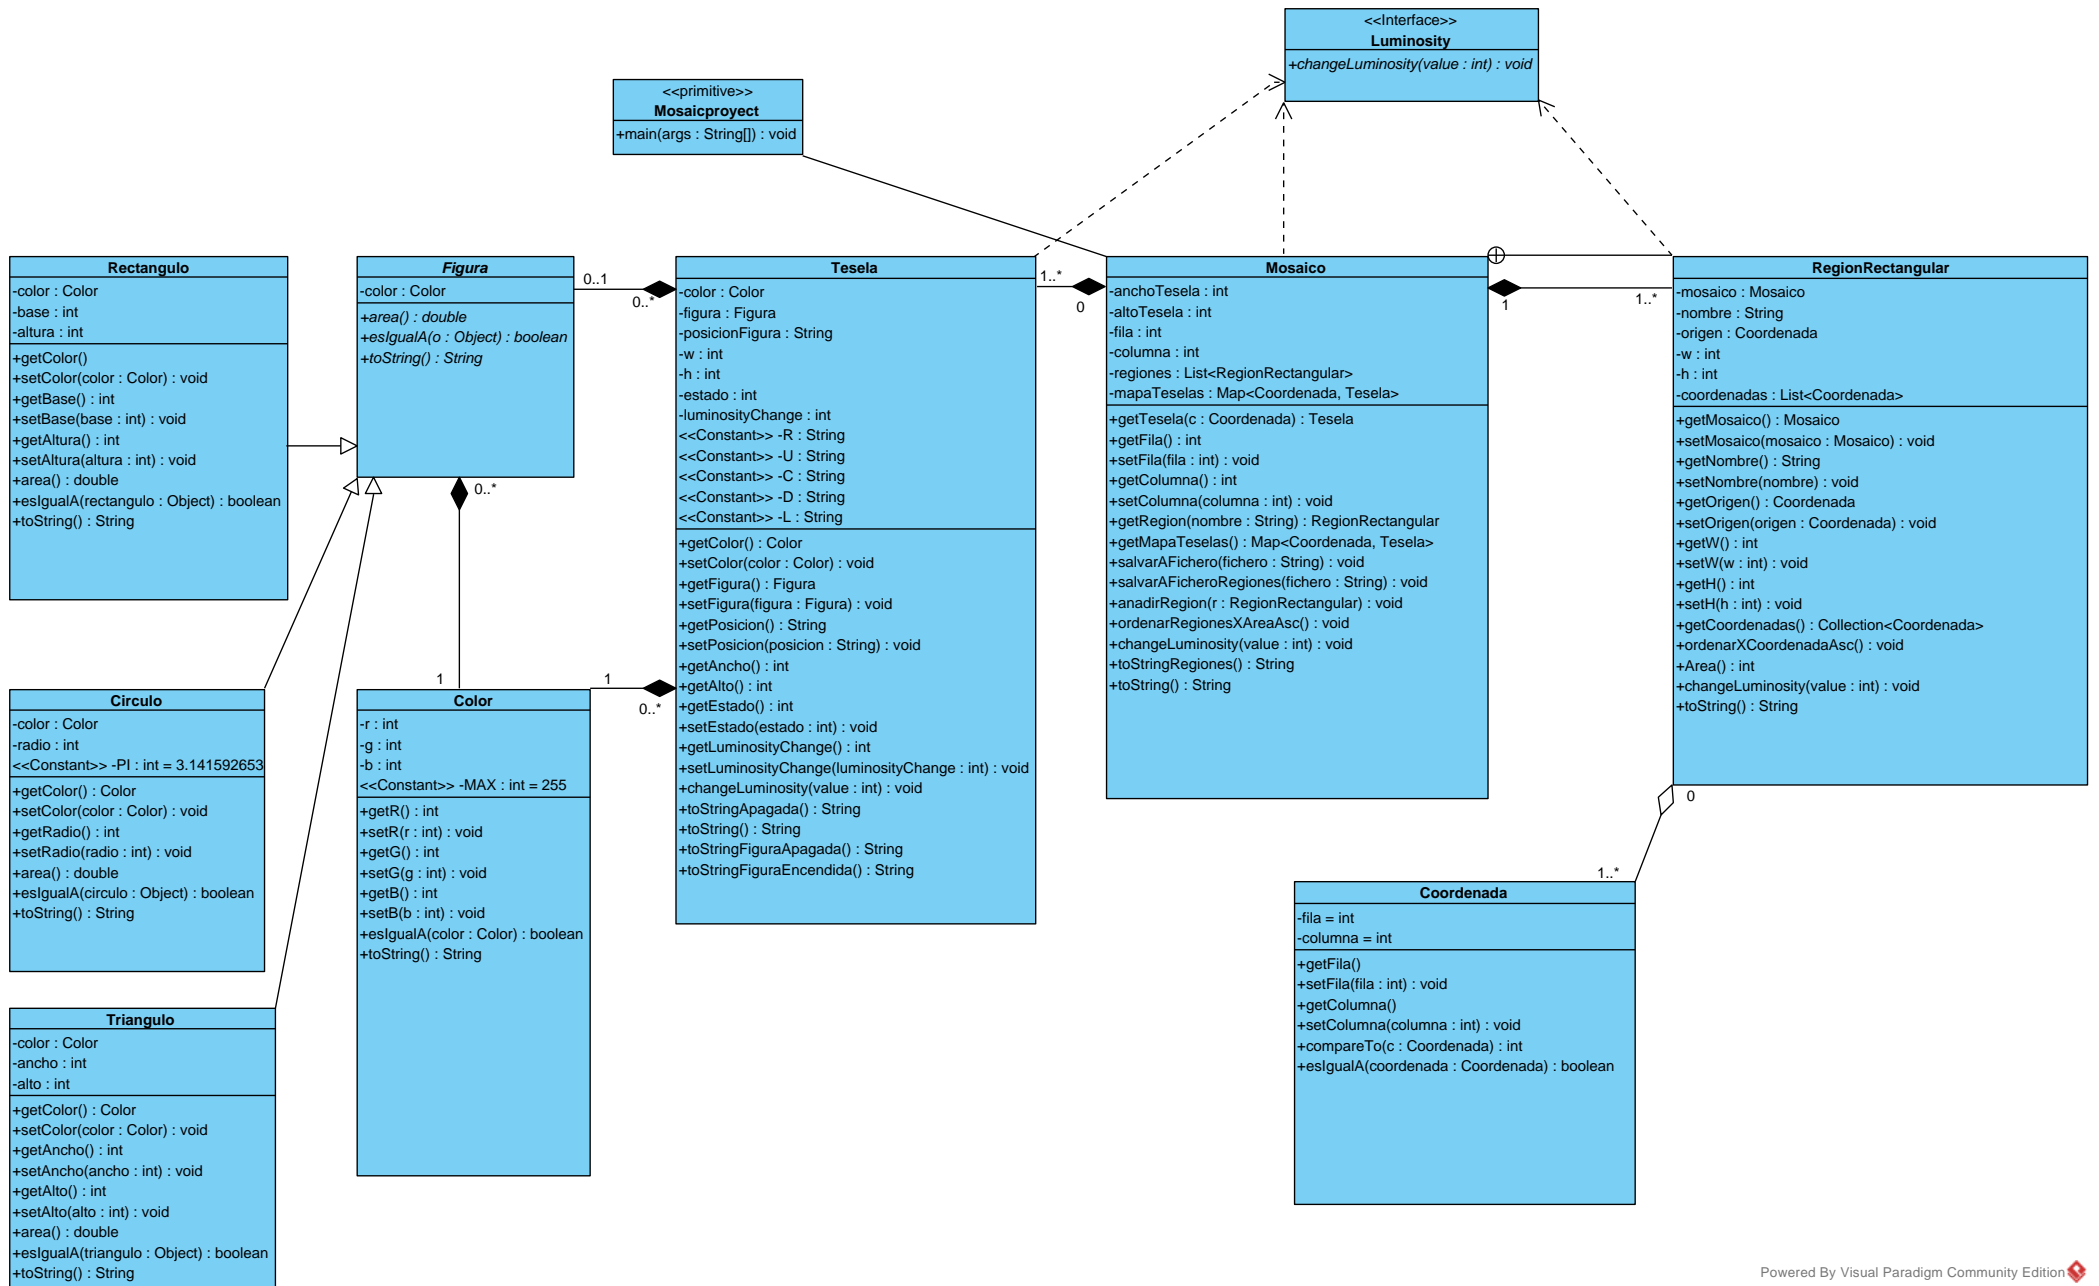 <<Interface>>
Luminosity
+changeLuminosity(value : int) : void
<<primitive>>
Mosaicproyect
+main(args : String[]) : void
Rectangulo
-color : Color
-base : int
-altura : int
+getColor()
+setColor(color : Color) : void
+getBase() : int
+setBase(base : int) : void
+getAltura() : int
+setAltura(altura : int) : void
+area() : double
+esIgualA(rectangulo : Object) : boolean
+toString() : String
Figura
-color : Color
+area() : double
+esIgualA(o : Object) : boolean
+toString() : String
0..1
0..*
0..*
1
Tesela
-color : Color
-figura : Figura
-posicionFigura : String
-w : int
-h : int
-estado : int
-luminosityChange : int
<<Constant>> -R : String
<<Constant>> -U : String
<<Constant>> -C : String
<<Constant>> -D : String
<<Constant>> -L : String
+getColor() : Color
+setColor(color : Color) : void
+getFigura() : Figura
+setFigura(figura : Figura) : void
+getPosicion() : String
+setPosicion(posicion : String) : void
+getAncho() : int
+getAlto() : int
+getEstado() : int
+setEstado(estado : int) : void
+getLuminosityChange() : int
+setLuminosityChange(luminosityChange : int) : void
+changeLuminosity(value : int) : void
+toStringApagada() : String
+toString() : String
+toStringFiguraApagada() : String
+toStringFiguraEncendida() : String
1..*
0
Mosaico
-anchoTesela : int
-altoTesela : int
-fila : int
-columna : int
-regiones : List<RegionRectangular>
-mapaTeselas : Map<Coordenada, Tesela>
+getTesela(c : Coordenada) : Tesela
+getFila() : int
+setFila(fila : int) : void
+getColumna() : int
+setColumna(columna : int) : void
+getRegion(nombre : String) : RegionRectangular
+getMapaTeselas() : Map<Coordenada, Tesela>
+salvarAFichero(fichero : String) : void
+salvarAFicheroRegiones(fichero : String) : void
+anadirRegion(r : RegionRectangular) : void
+ordenarRegionesXAreaAsc() : void
+changeLuminosity(value : int) : void
+toStringRegiones() : String
+toString() : String
1
1..*
RegionRectangular
-mosaico : Mosaico
-nombre : String
-origen : Coordenada
-w : int
-h : int
-coordenadas : List<Coordenada>
+getMosaico() : Mosaico
+setMosaico(mosaico : Mosaico) : void
+getNombre() : String
+setNombre(nombre) : void
+getOrigen() : Coordenada
+setOrigen(origen : Coordenada) : void
+getW() : int
+setW(w : int) : void
+getH() : int
+setH(h : int) : void
+getCoordenadas() : Collection<Coordenada>
+ordenarXCoordenadaAsc() : void
+Area() : int
+changeLuminosity(value : int) : void
+toString() : String
0
1..*
Circulo
-color : Color
-radio : int
<<Constant>> -PI : int = 3.141592653
+getColor() : Color
+setColor(color : Color) : void
+getRadio() : int
+setRadio(radio : int) : void
+area() : double
+esIgualA(circulo : Object) : boolean
+toString() : String
1
0..*
Color
-r : int
-g : int
-b : int
<<Constant>> -MAX : int = 255
+getR() : int
+setR(r : int) : void
+getG() : int
+setG(g : int) : void
+getB() : int
+setB(b : int) : void
+esIgualA(color : Color) : boolean
+toString() : String
Coordenada
-fila = int
-columna = int
+getFila()
+setFila(fila : int) : void
+getColumna()
+setColumna(columna : int) : void
+compareTo(c : Coordenada) : int
+esIgualA(coordenada : Coordenada) : boolean
Triangulo
-color : Color
-ancho : int
-alto : int
+getColor() : Color
+setColor(color : Color) : void
+getAncho() : int
+setAncho(ancho : int) : void
+getAlto() : int
+setAlto(alto : int) : void
+area() : double
+esIgualA(triangulo : Object) : boolean
+toString() : String
Powered By Visual Paradigm Community Edition